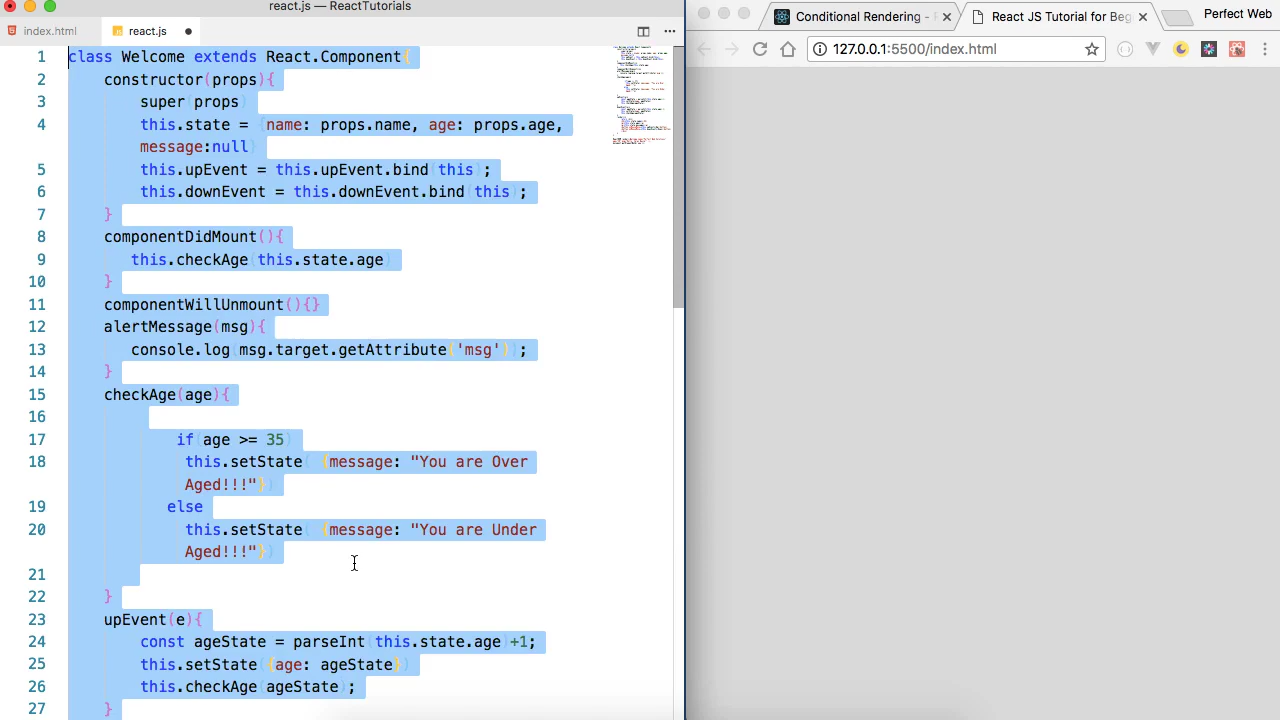 react.js — ReactTutorials
index.html
react.js
Conditional Rendering -
React JS Tutorial for Beg
Perfect Web
127.0.0.1:5500/index.html
1 class Welcome extends React.Component{
2 constructor(props){
3 super(props)
4 this.state = {name: props.name, age: props.age,
message:null}
5 this.upEvent = this.upEvent.bind(this);
6 this.downEvent = this.downEvent.bind(this);
7 }
8 componentDidMount(){
9 this.checkAge(this.state.age)
10 }
11 componentWillUnmount(){}
12 alertMessage(msg){
13 console.log(msg.target.getAttribute('msg'));
14 }
15 checkAge(age){
16
17 if(age >= 35)
18 this.setState( {message: "You are Over
Aged!!!"})
19 else
20 this.setState( {message: "You are Under
Aged!!!"})
21
22 }
23 upEvent(e){
24 const ageState = parseInt(this.state.age)+1;
25 this.setState({age: ageState})
26 this.checkAge(ageState);
27 }